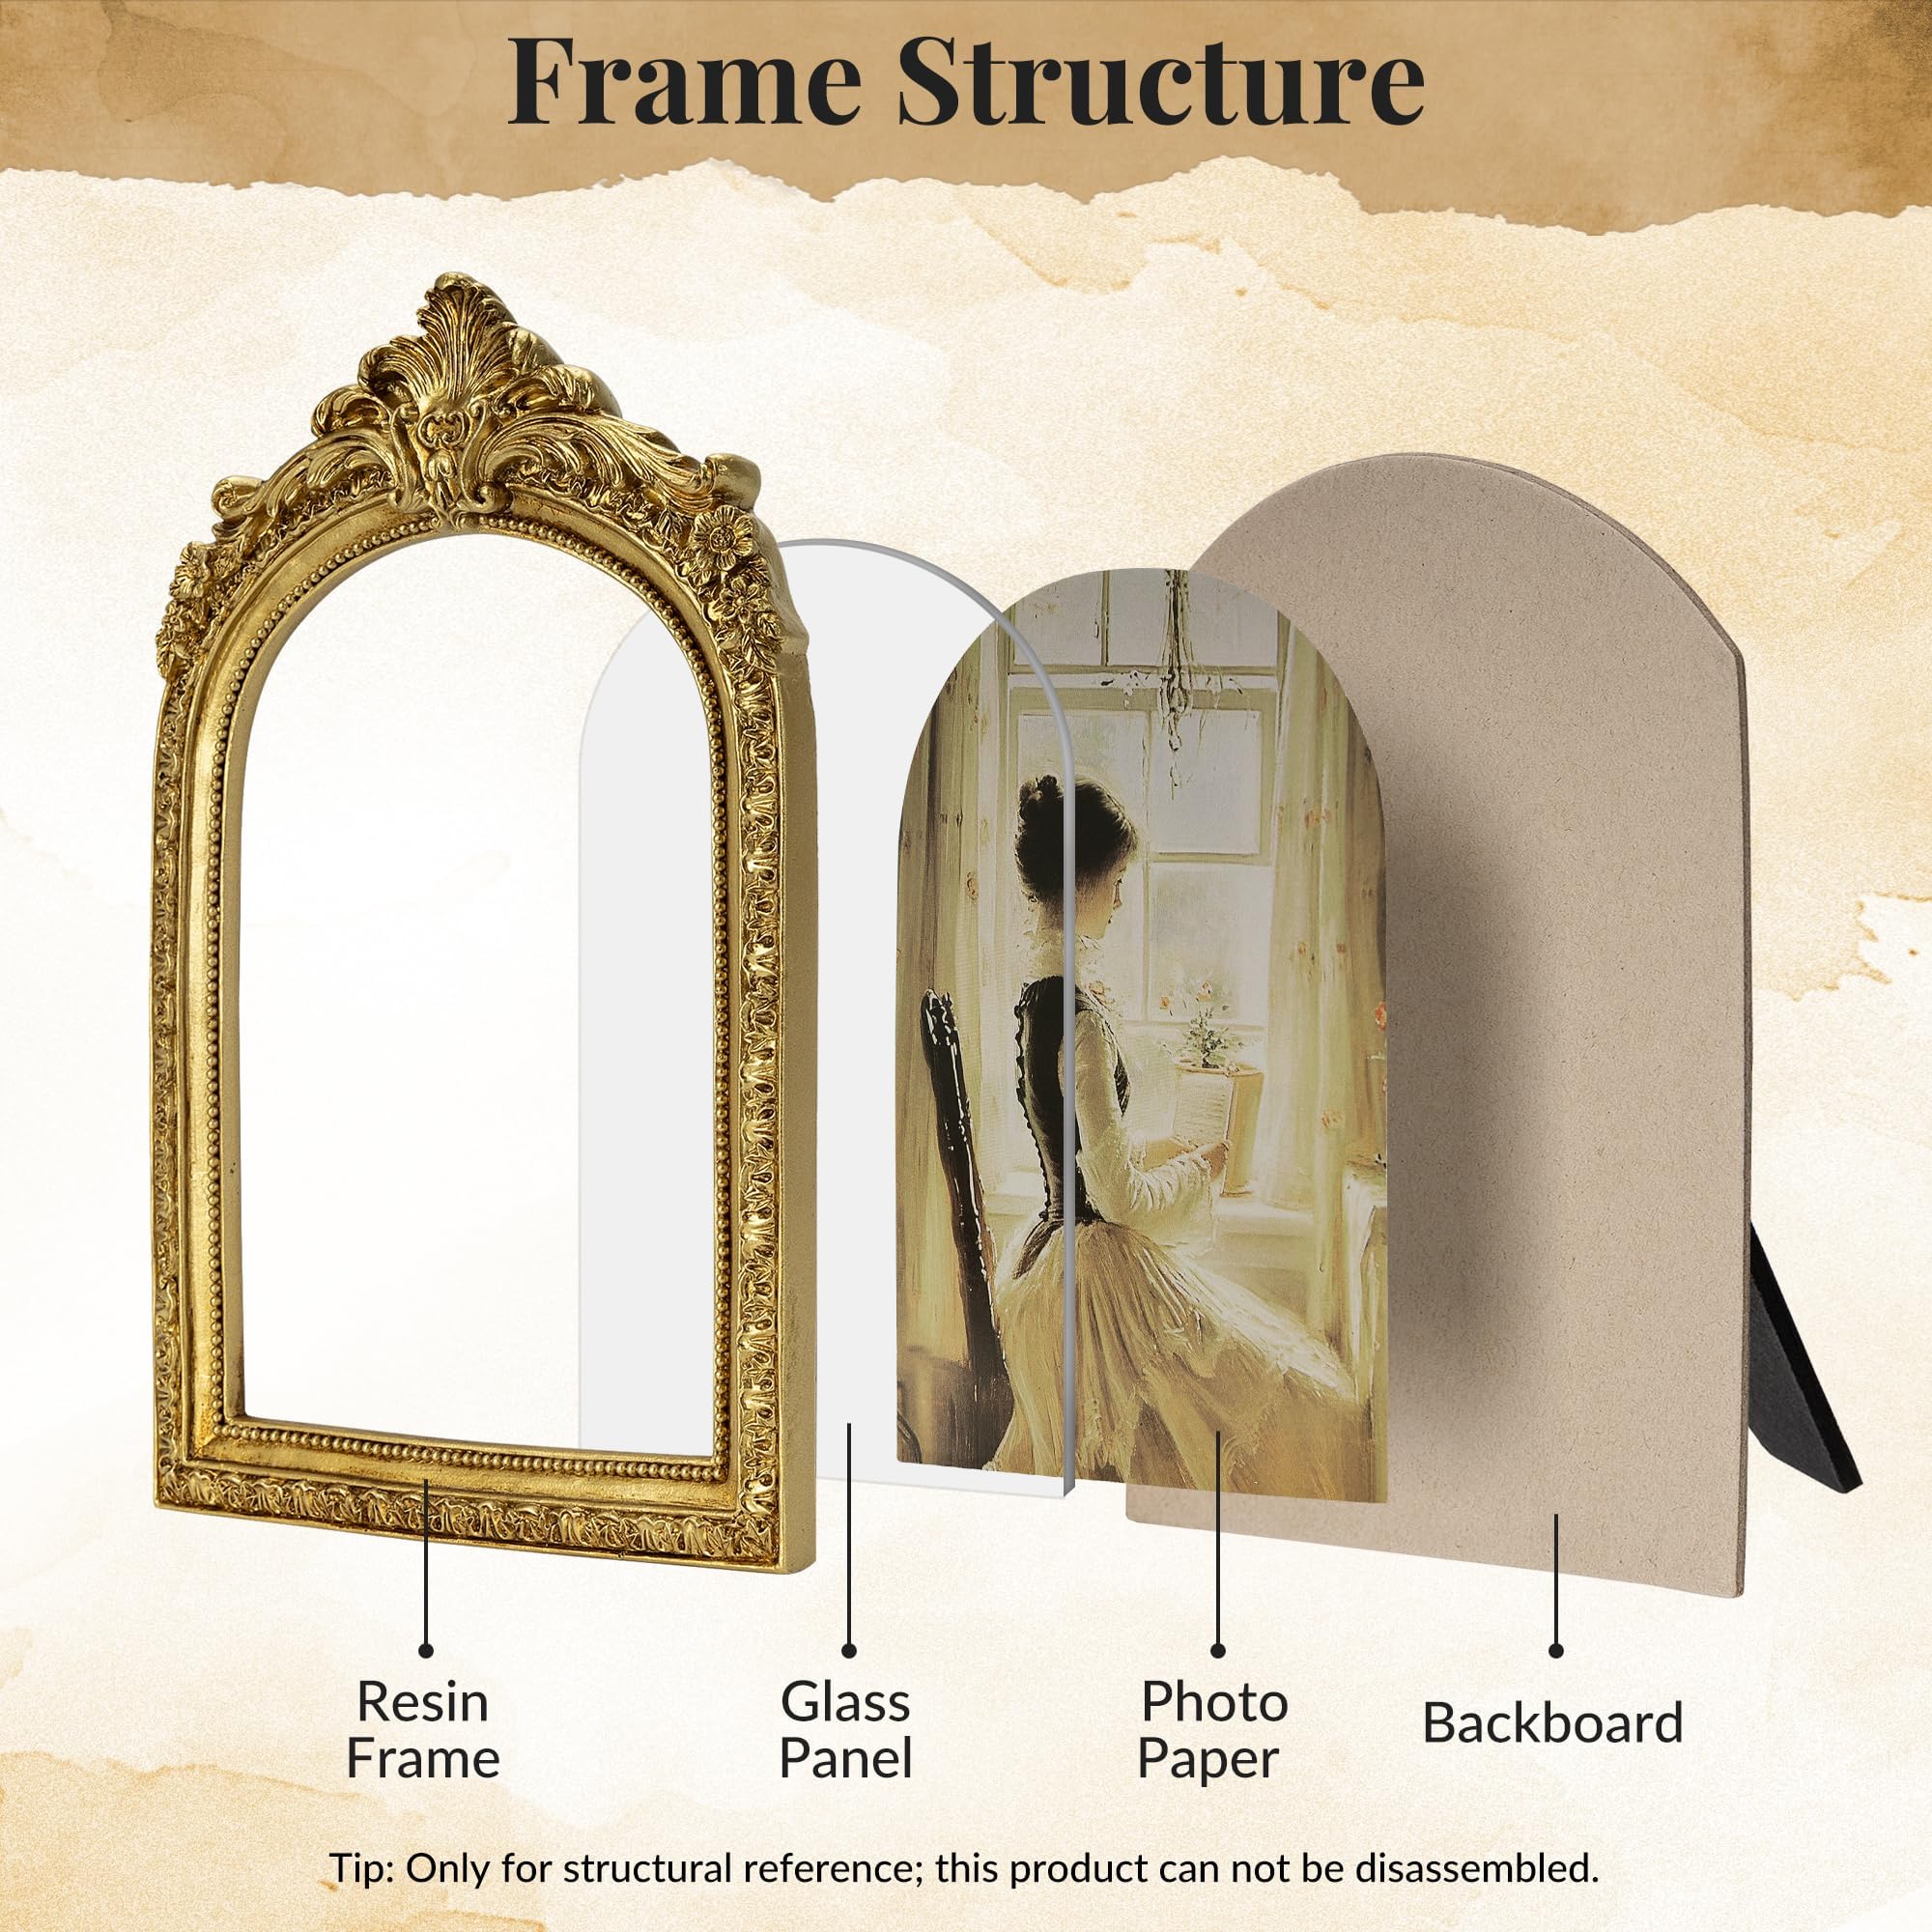 Frame Structure
Resin
Frame
Glass
Panel
Photo
Paper
Backboard
Tip: Only for structural reference; this product can not be disassembled.